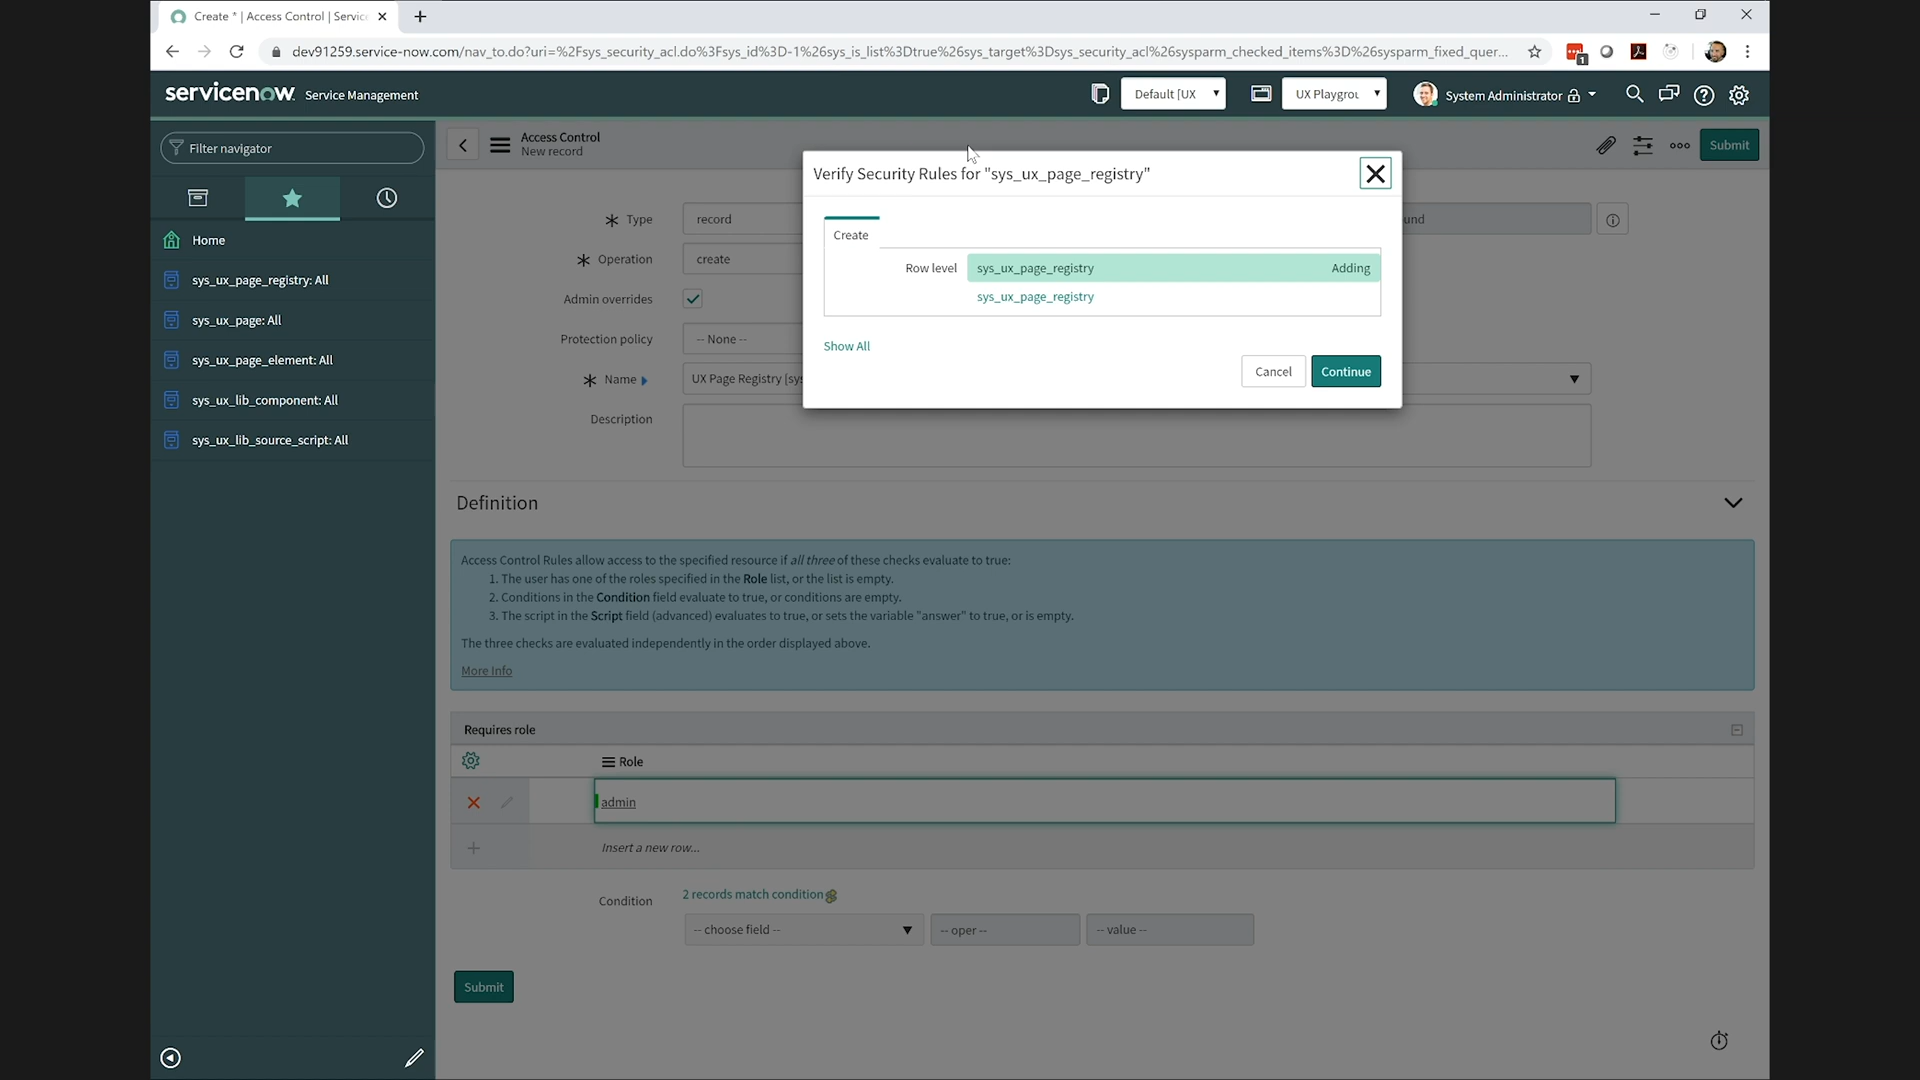 Create * | Access Control | Service
dev91259.service-now.com/nav_to.do?uri=%2Fsys_security_acl.do%3Fsys_id%3D-1%26sys_is_list%3Dtrue%26sys_target%3Dsys_security_acl%26sysparm_checked_items%3D%26sysparm_fixed_quer...
1
servicenow. Service Management
Default [UX
UX Playgrou
System Administrator
Filter navigator
Home
sys_ux_page_registry: All
sys_ux_page: All
sys_ux_page_element: All
sys_ux_lib_component: All
sys_ux_lib_source_script: All
Access Control
New record
Submit
Type record
und
Operation create
Admin overrides
Protection policy -- None --
Name UX Page Registry [sys
Description
Verify Security Rules for "sys_ux_page_registry"
Create
Row level sys_ux_page_registry Adding
sys_ux_page_registry
Show All
Cancel Continue
Definition
Access Control Rules allow access to the specified resource if all three of these checks evaluate to true:
1. The user has one of the roles specified in the Role list, or the list is empty.
2. Conditions in the Condition field evaluate to true, or conditions are empty.
3. The script in the Script field (advanced) evaluates to true, or sets the variable "answer" to true, or is empty.
The three checks are evaluated independently in the order displayed above.
More Info
Requires role
Role
admin
Insert a new row...
Condition
2 records match condition
-- choose field -- -- oper -- -- value --
Submit